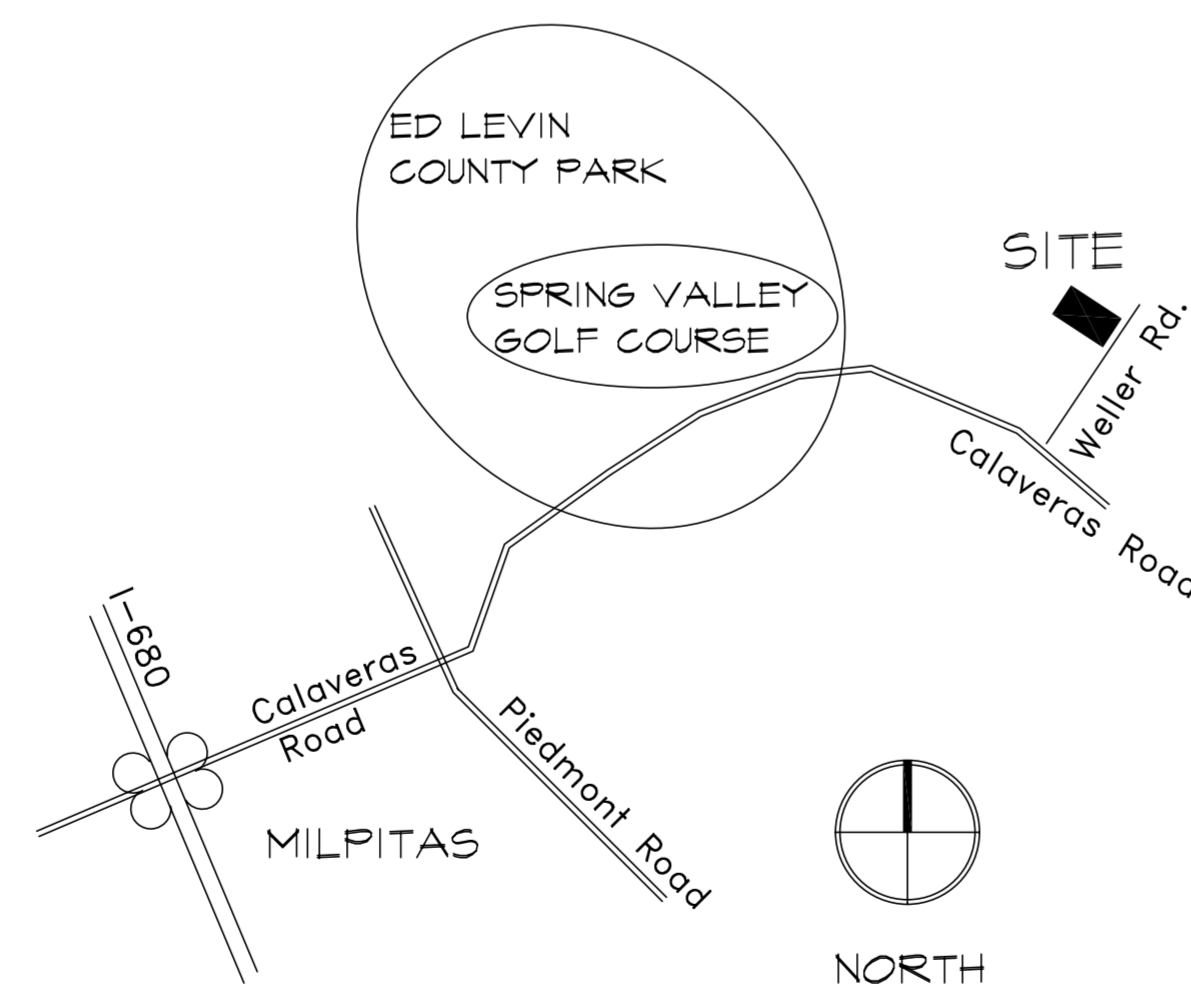 ED LEVIN
COUNTY PARK
SPRING VALLEY
GOLF COURSE
SITE
Weller Rd.
Calaveras Road
I-680
Calaveras
Road
Piedmont Road
MILPITAS
NORTH